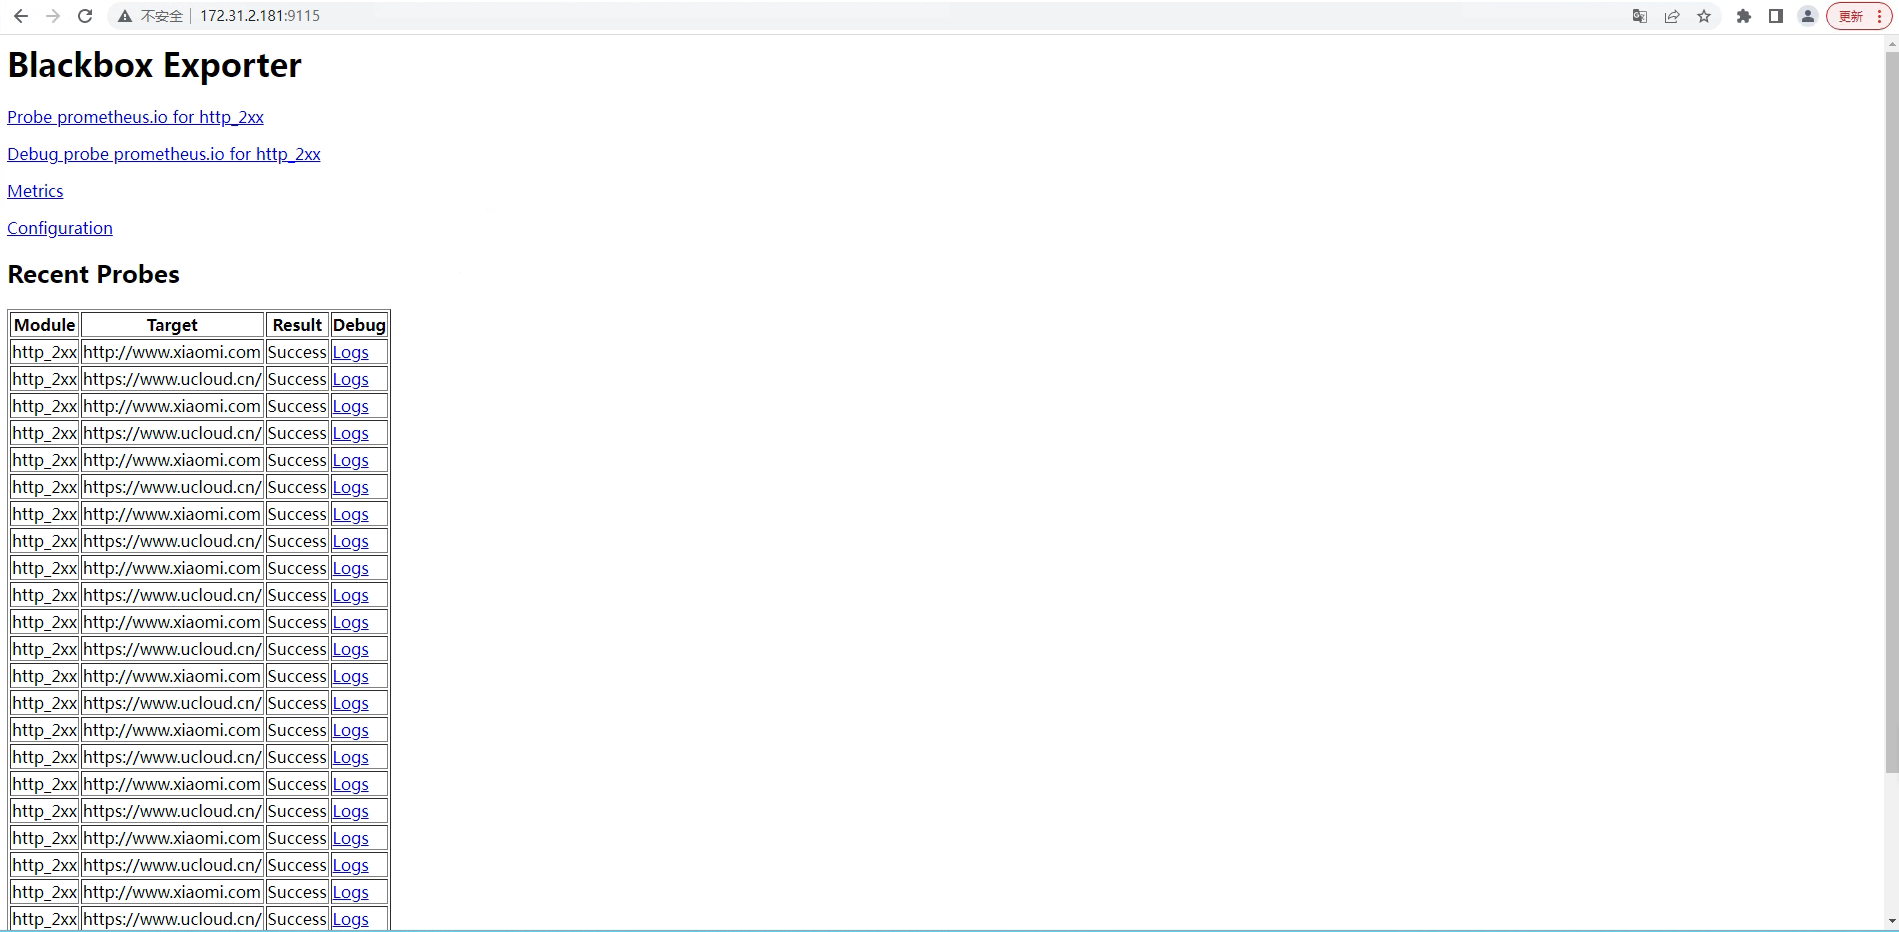 不安全 172.31.2.181:9115 更新
Blackbox Exporter
Probe prometheus.io for http_2xx
Debug probe prometheus.io for http_2xx
Metrics
Configuration
Recent Probes
Module Target Result Debug
http_2xx http://www.xiaomi.com Success Logs
http_2xx https://www.ucloud.cn/ Success Logs
http_2xx http://www.xiaomi.com Success Logs
http_2xx https://www.ucloud.cn/ Success Logs
http_2xx http://www.xiaomi.com Success Logs
http_2xx https://www.ucloud.cn/ Success Logs
http_2xx http://www.xiaomi.com Success Logs
http_2xx https://www.ucloud.cn/ Success Logs
http_2xx http://www.xiaomi.com Success Logs
http_2xx https://www.ucloud.cn/ Success Logs
http_2xx http://www.xiaomi.com Success Logs
http_2xx https://www.ucloud.cn/ Success Logs
http_2xx http://www.xiaomi.com Success Logs
http_2xx https://www.ucloud.cn/ Success Logs
http_2xx http://www.xiaomi.com Success Logs
http_2xx https://www.ucloud.cn/ Success Logs
http_2xx http://www.xiaomi.com Success Logs
http_2xx https://www.ucloud.cn/ Success Logs
http_2xx http://www.xiaomi.com Success Logs
http_2xx https://www.ucloud.cn/ Success Logs
http_2xx http://www.xiaomi.com Success Logs
http_2xx https://www.ucloud.cn/ Success Logs